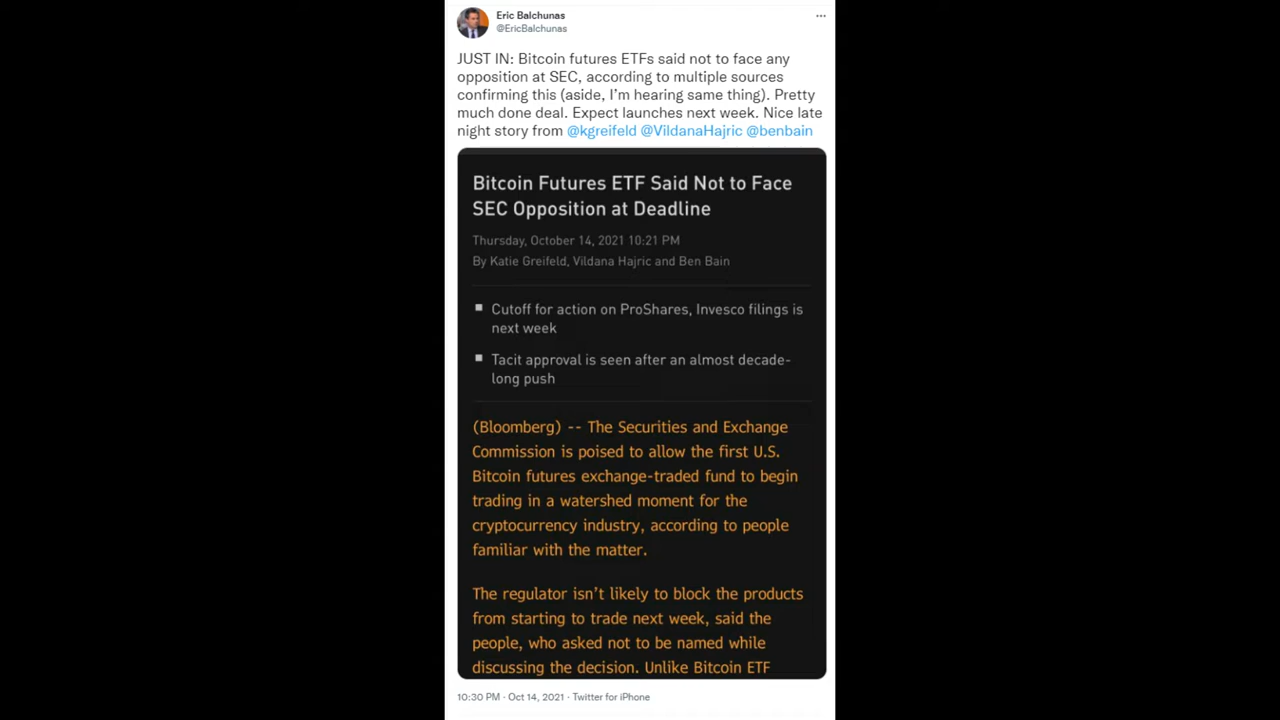 Eric Balchunas
@EricBalchunas
JUST IN: Bitcoin futures ETFs said not to face any
opposition at SEC, according to multiple sources
confirming this (aside, I'm hearing same thing). Pretty
much done deal. Expect launches next week. Nice late
night story from @kgreifeld @VildanaHajric @benbain
Bitcoin Futures ETF Said Not to Face
SEC Opposition at Deadline
Thursday, October 14, 2021 10:21 PM
By Katie Greifeld, Vildana Hajric and Ben Bain
Cutoff for action on ProShares, Invesco filings is
next week
Tacit approval is seen after an almost decade-
long push
(Bloomberg) -- The Securities and Exchange
Commission is poised to allow the first U.S.
Bitcoin futures exchange-traded fund to begin
trading in a watershed moment for the
cryptocurrency industry, according to people
familiar with the matter.
The regulator isn't likely to block the products
from starting to trade next week, said the
people, who asked not to be named while
discussing the decision. Unlike Bitcoin ETF
10:30 PM · Oct 14, 2021 · Twitter for iPhone